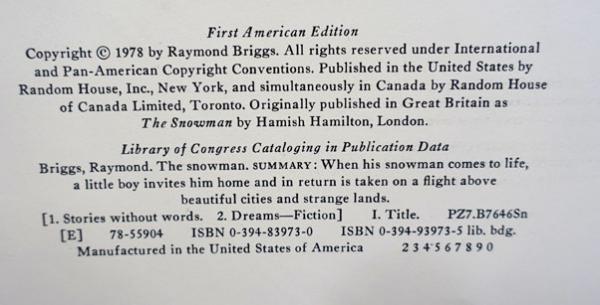 First American Edition
Copyright © 1978 by Raymond Briggs. All rights reserved under International
and Pan-American Copyright Conventions. Published in the United States by
Random House, Inc., New York, and simultaneously in Canada by Random House
of Canada Limited, Toronto. Originally published in Great Britain as
The Snowman by Hamish Hamilton, London.
Library of Congress Cataloging in Publication Data
Briggs, Raymond. The snowman. SUMMARY: When his snowman comes to life,
a little boy invites him home and in return is taken on a flight above
beautiful cities and strange lands.
[1. Stories without words. 2. Dreams—Fiction] I. Title. PZ7.B7646Sn
[E] 78-55904 ISBN 0-394-83973-0 ISBN 0-394-93973-5 lib. bdg.
Manufactured in the United States of America 2 3 4 5 6 7 8 9 0